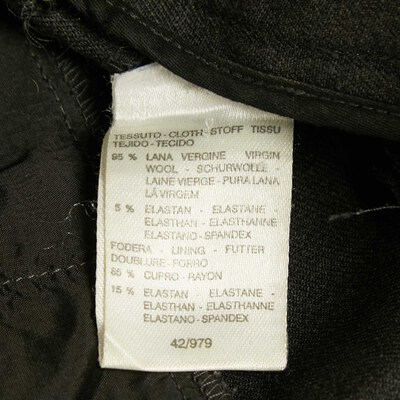 TESSUTO - CLOTH - STOFF TISSU
TEJIDO - TECIDO
95 % LANA VERGINE VIRGIN
WOOL - SCHURWOLLE -
LAINE VIERGE - PURA LANA
LÃ VIRGEM
5 % ELASTAN - ELASTANE -
ELASTHAN - ELASTHANNE
ELASTANO - SPANDEX
FODERA - LINING - FUTTER
DOUBLURE - FORRO
85 % CUPRO - RAYON
15 % ELASTAN - ELASTANE -
ELASTHAN - ELASTHANNE
ELASTANO - SPANDEX
42/979